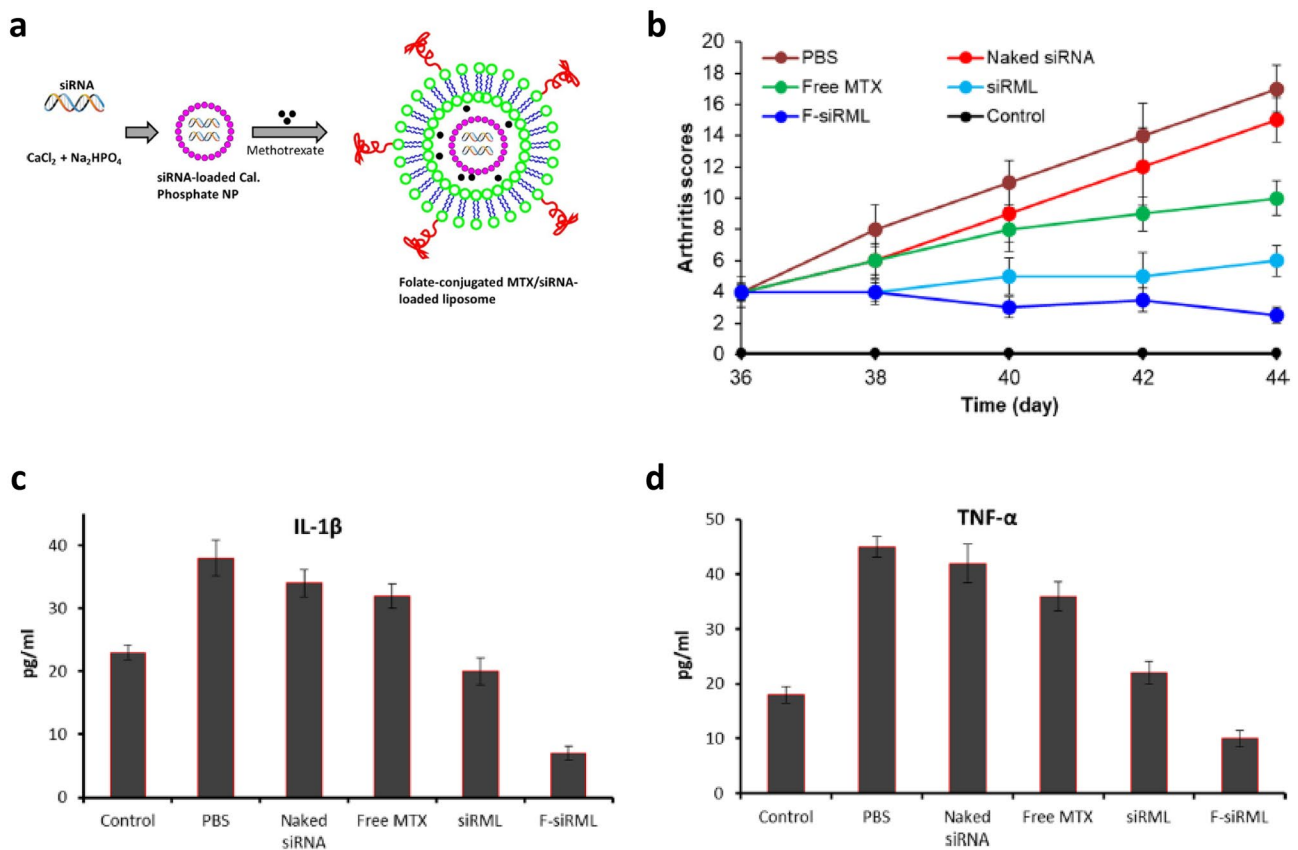 a
siRNA
CaCl2 + Na2HPO4
siRNA-loaded Cal.
Phosphate NP
Methotrexate
Folate-conjugated MTX/siRNA-
loaded liposome
b
PBS
Naked siRNA
Free MTX
siRML
F-siRML
Control
Arthritis scores
20
18
16
14
12
10
8
6
4
2
0
36
38
40
42
44
Time (day)
c
IL-1β
pg/ml
40
30
20
10
0
Control
PBS
Naked
siRNA
Free MTX
siRML
F-siRML
d
TNF-α
pg/ml
50
40
30
20
10
0
Control
PBS
Naked
siRNA
Free MTX
siRML
F-siRML